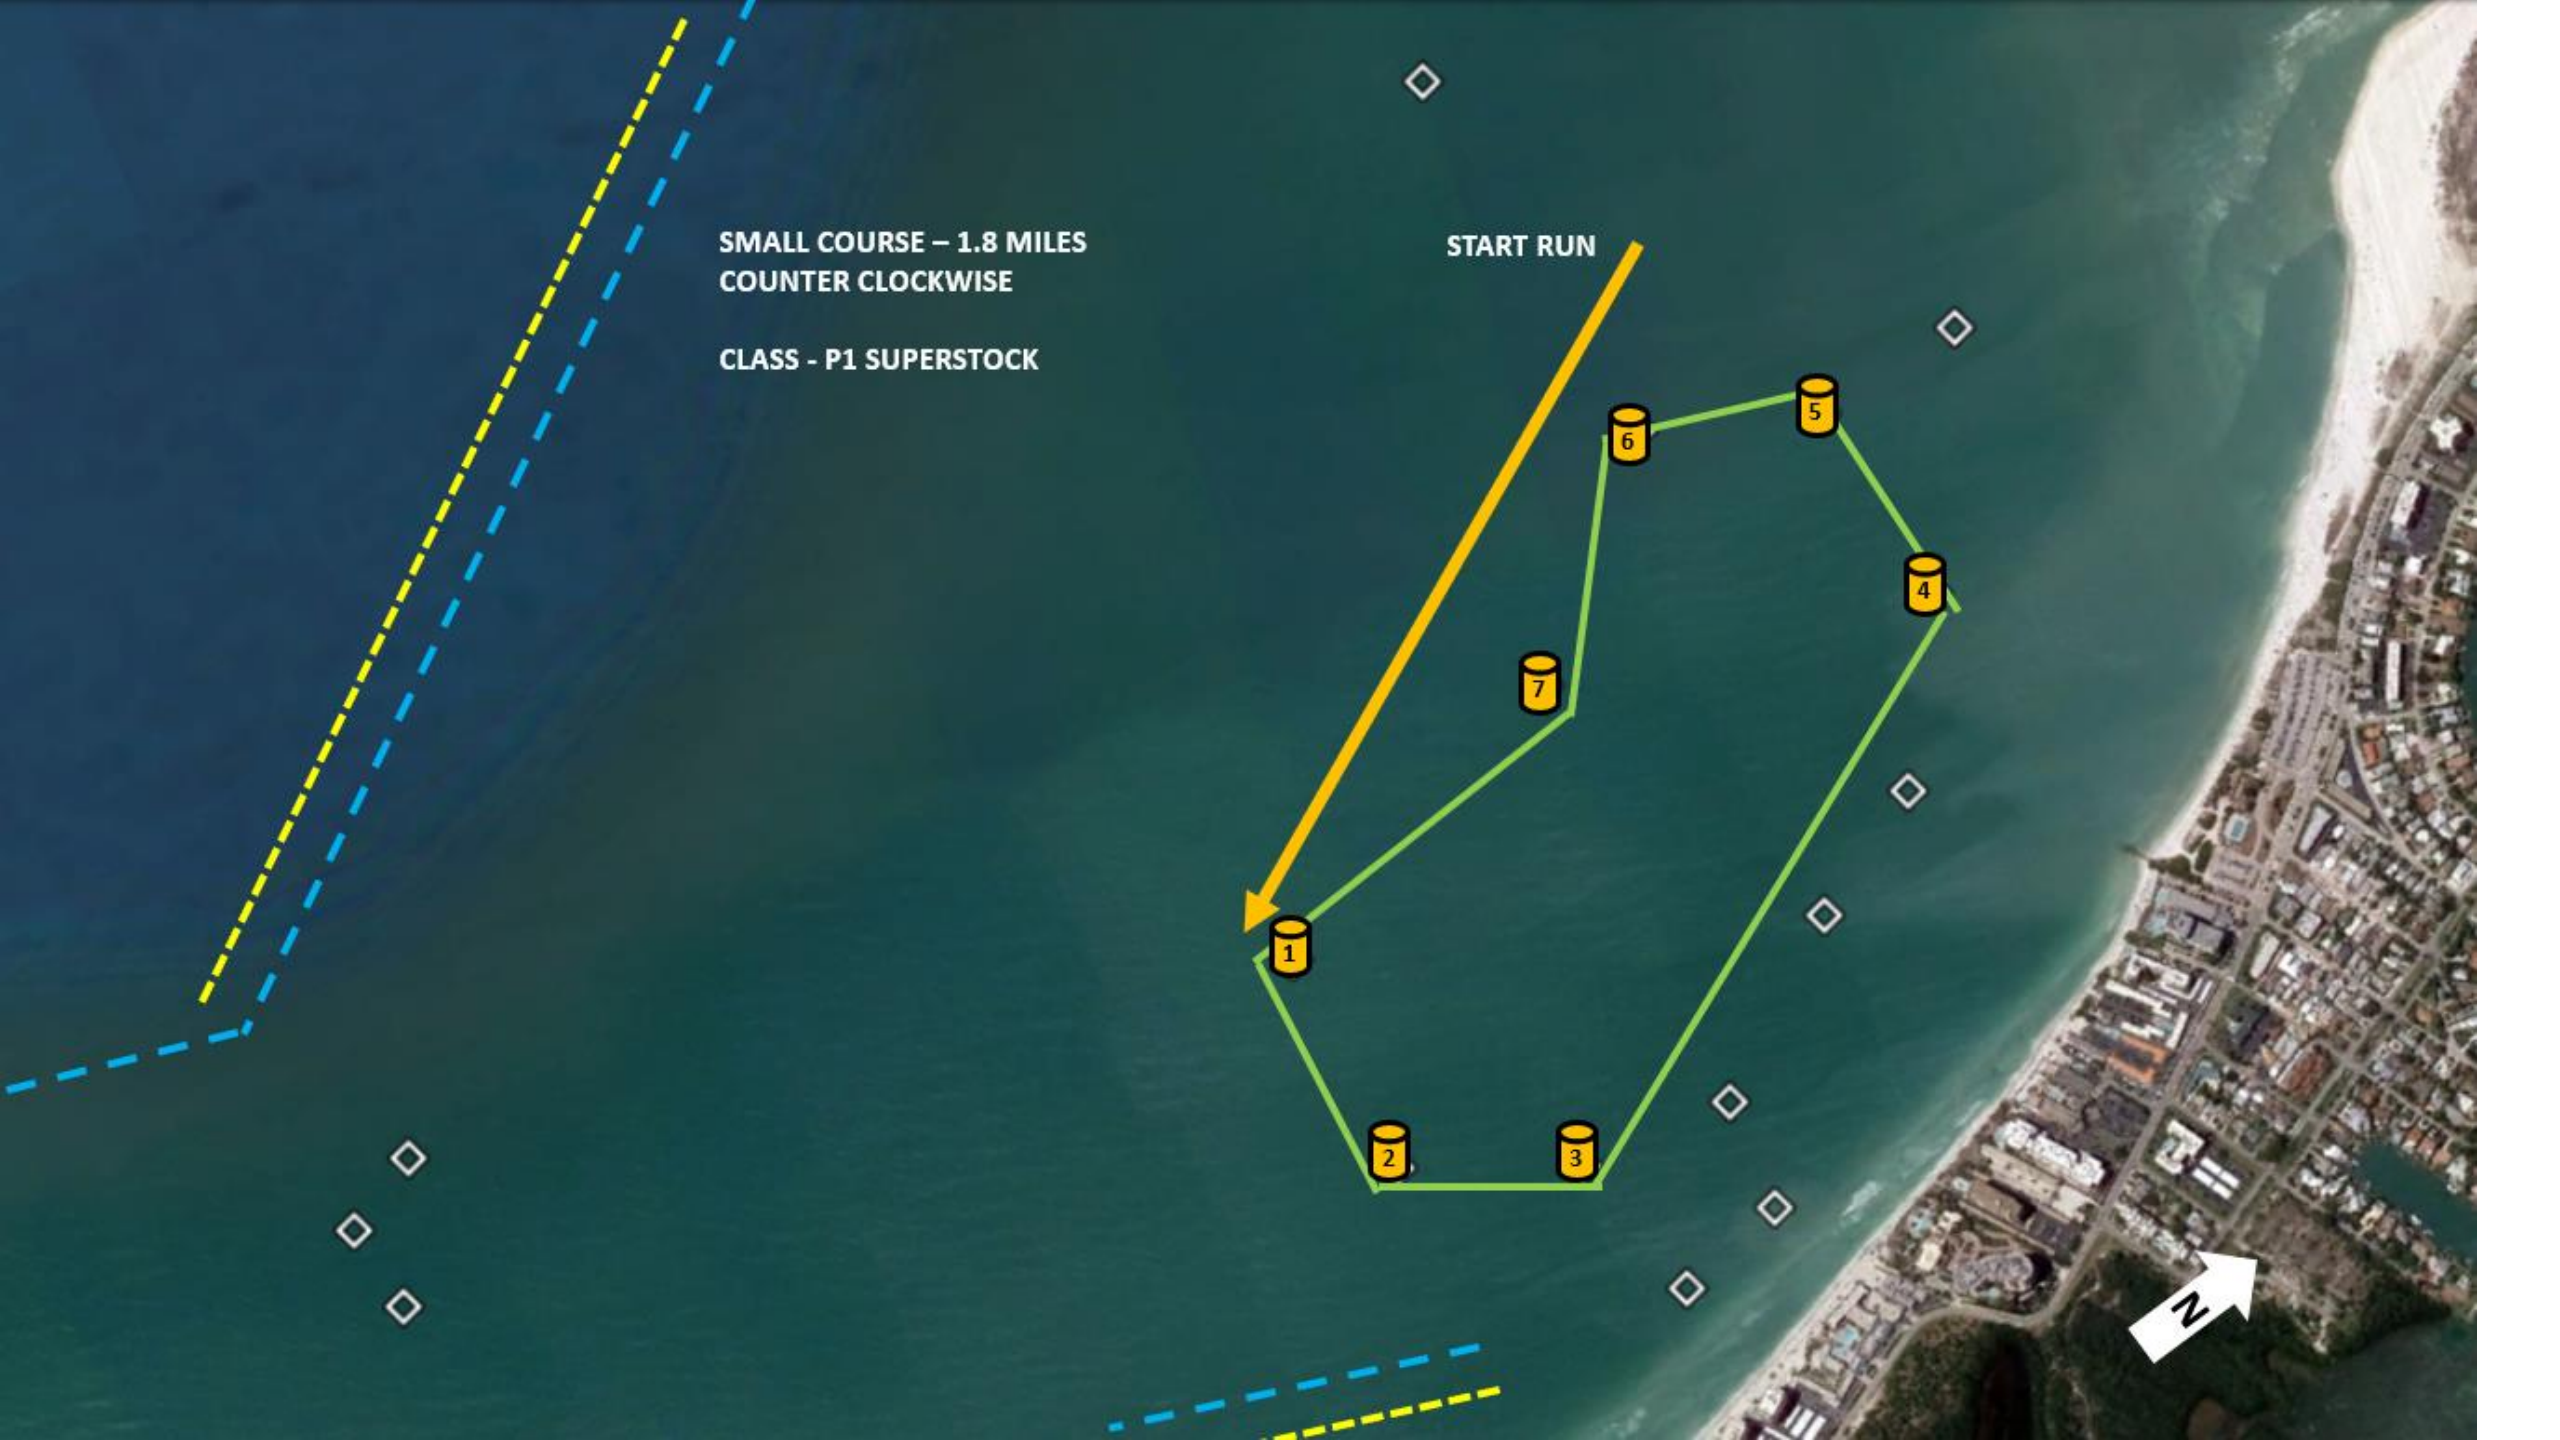 SMALL COURSE – 1.8 MILES
COUNTER CLOCKWISE
CLASS - P1 SUPERSTOCK
START RUN
5
6
4
7
1
2
3
N